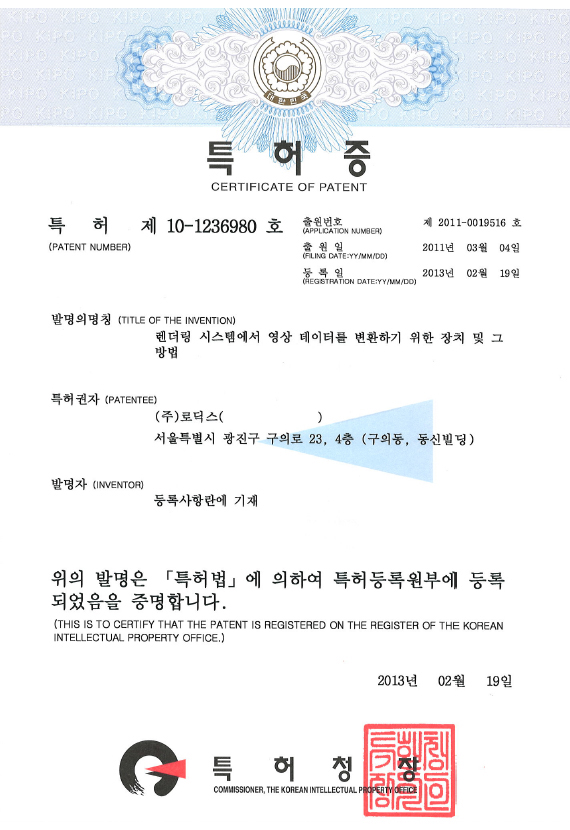 KIPO KIPO KIPO KIPO KIPO KIPO KIPO
대한민국
특 허 증
CERTIFICATE OF PATENT
특 허 제 10-1236980 호
(PATENT NUMBER)
출원번호 제 2011-0019516 호
(APPLICATION NUMBER)
출 원 일 2011년 03월 04일
(FILING DATE:YY/MM/DD)
등 록 일 2013년 02월 19일
(REGISTRATION DATE:YY/MM/DD)
발명의명칭 (TITLE OF THE INVENTION)
렌더링 시스템에서 영상 데이터를 변환하기 위한 장치 및 그
방법
특허권자 (PATENTEE)
(주)로딕스( )
서울특별시 광진구 구의로 23, 4층 (구의동, 동신빌딩)
발명자 (INVENTOR)
등록사항란에 기재
위의 발명은 「특허법」에 의하여 특허등록원부에 등록
되었음을 증명합니다.
(THIS IS TO CERTIFY THAT THE PATENT IS REGISTERED ON THE REGISTER OF THE KOREAN
INTELLECTUAL PROPERTY OFFICE.)
2013년 02월 19일
특 허 청 장
COMMISSIONER, THE KOREAN INTELLECTUAL PROPERTY OFFICE